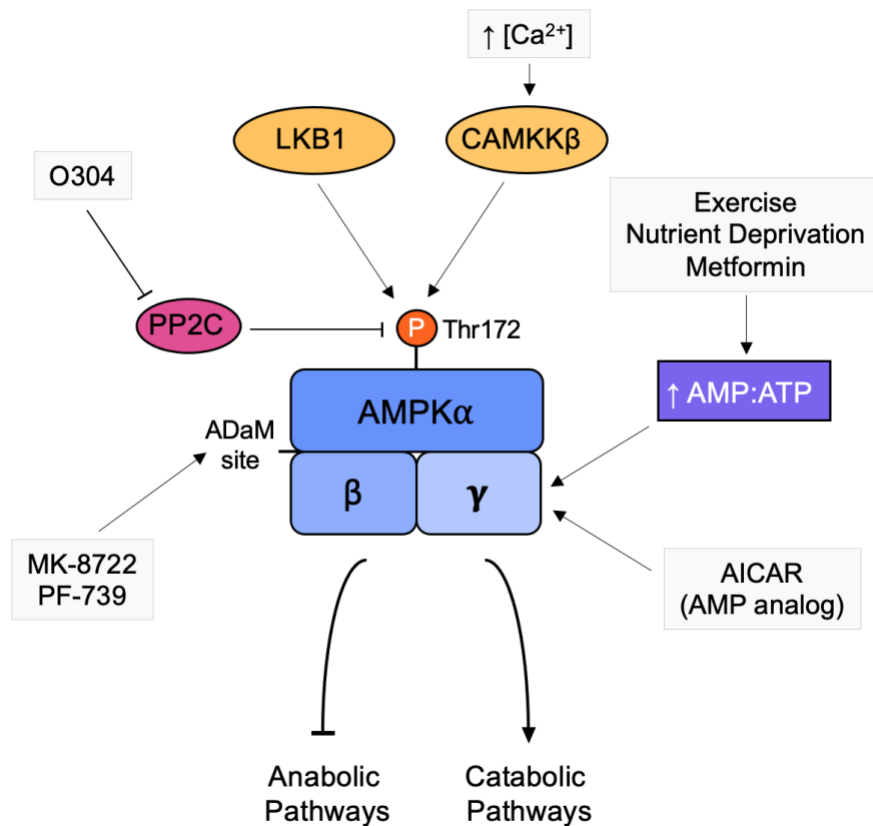 ↑ [Ca²⁺]
LKB1
CAMKKβ
O304
Exercise
Nutrient Deprivation
Metformin
PP2C
P
Thr172
↑ AMP:ATP
AMPKα
ADaM
site
β
γ
MK-8722
PF-739
AICAR
(AMP analog)
Anabolic
Pathways
Catabolic
Pathways